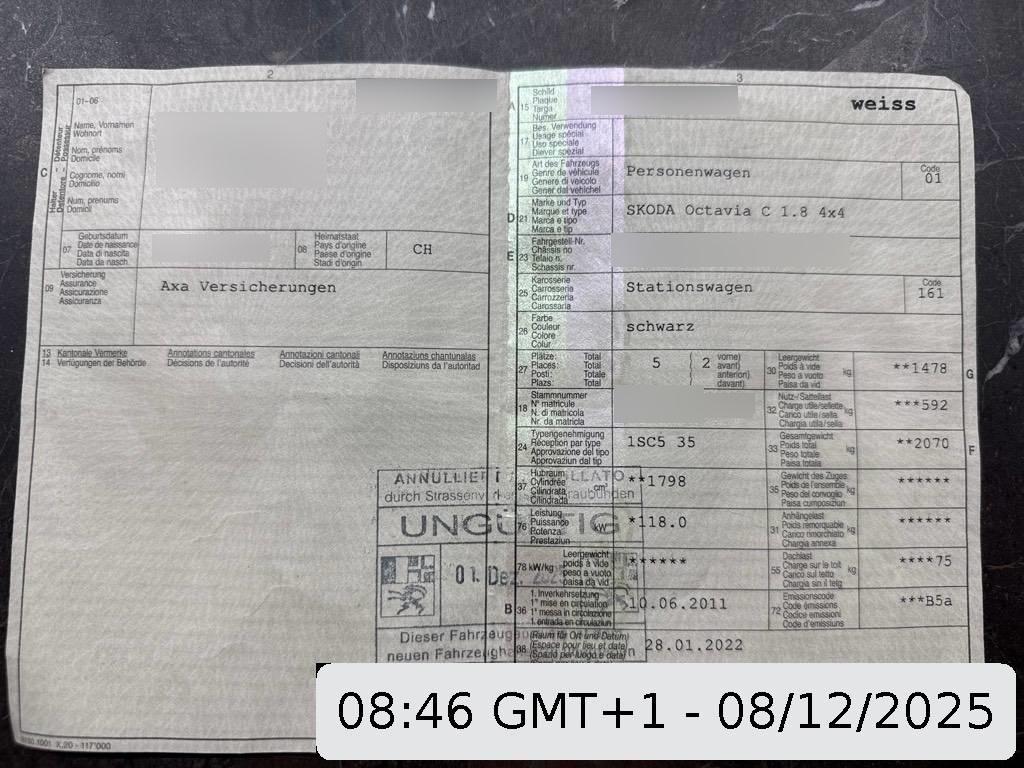 2
01-06
Name, Vornamen
Wohnort
Nom, prénoms
Domicile
Cognome, nomi
Domicilio
Num, prenums
Domicil
C
Halter - Détenteur
Detentore - Possessur
07
Geburtsdatum
Date de naissance
Data di nascita
Data da nasch.
08
Heimatstaat
Pays d'origine
Paese d'origine
Stadi d'origin
CH
09
Versicherung
Assurance
Assicurazione
Assicuranza
Axa Versicherungen
13 Kantonale Vermerke Annotations cantonales Annotazioni cantonali Annotaziuns chantunalas
14 Verfügungen der Behörde Décisions de l'autorité Decisioni dell'autorità Disposiziuns da l'autoritad
ANNULLIERT
durch Strassenv
UNGÜLTIG
01. Dez.
Dieser Fahrzeugau
neuen Fahrzeugha
X.20 - 117'000
3
A 15
Schild
Plaque
Targa
Numer
weiss
17
Bes. Verwendung
Usage spécial
Uso speciale
Diever spezial
19
Art des Fahrzeugs
Genre de véhicule
Genere di veicolo
Gener dal vehichel
Personenwagen
Code
01
D 21
Marke und Typ
Marque et type
Marca e tipo
Marca e tip
SKODA Octavia C 1.8 4x4
E 23
Fahrgestell-Nr.
Châssis no
Telaio n.
Schassis nr.
25
Karosserie
Carrosserie
Carrozzeria
Carossaria
Stationswagen
Code
161
26
Farbe
Couleur
Colore
Colur
schwarz
27
Plätze: Total
Places: Total
Posti: Totale
Plazs: Total
5 { 2
vorne)
avant)
anteriori)
davant)
30
Leergewicht
Poids à vide
Peso a vuoto
Paisa da vid
kg
**1478
G
18
Stammnummer
N° matricule
N. di matricola
Nr. da matricla
32
Nutz-/Sattellast
Charge utile/sellette
Carico utile/sella
Chargia utila/sella
kg
***592
24
Typengenehmigung
Réception par type
Approvazione del tipo
Approvaziun dal tip
1SC5 35
33
Gesamtgewicht
Poids total
Peso totale
Paisa totala
kg
**2070
F
37
Hubraum
Cylindrée
Cilindrata
Cilindrada
cm³
**1798
35
Gewicht des Zuges
Poids de l'ensemble
Peso del convoglio
Paisa cumposiziun
kg
******
76
Leistung
Puissance
Potenza
Prestaziun
kW
*118.0
31
Anhängelast
Poids remorquable
Carico rimorchiato
Chargia annexa
kg
******
78 kW/kg
Leergewicht
poids à vide
peso a vuoto
paisa da vid
******
55
Dachlast
Charge sur le toit
Carico sul tetto
Chargia sin il tetg
kg
****75
B 36
1. Inverkehrsetzung
1re mise en circulation
1a messa in circolazione
1. entrada en circulaziun
10.06.2011
72
Emissionscode
Code émissions
Codice emissioni
Code d'emissiuns
***B5a
38
(Raum für Ort und Datum)
(Espace pour lieu et date)
(Spazio per luogo e data)
28.01.2022
08:46 GMT+1 - 08/12/2025